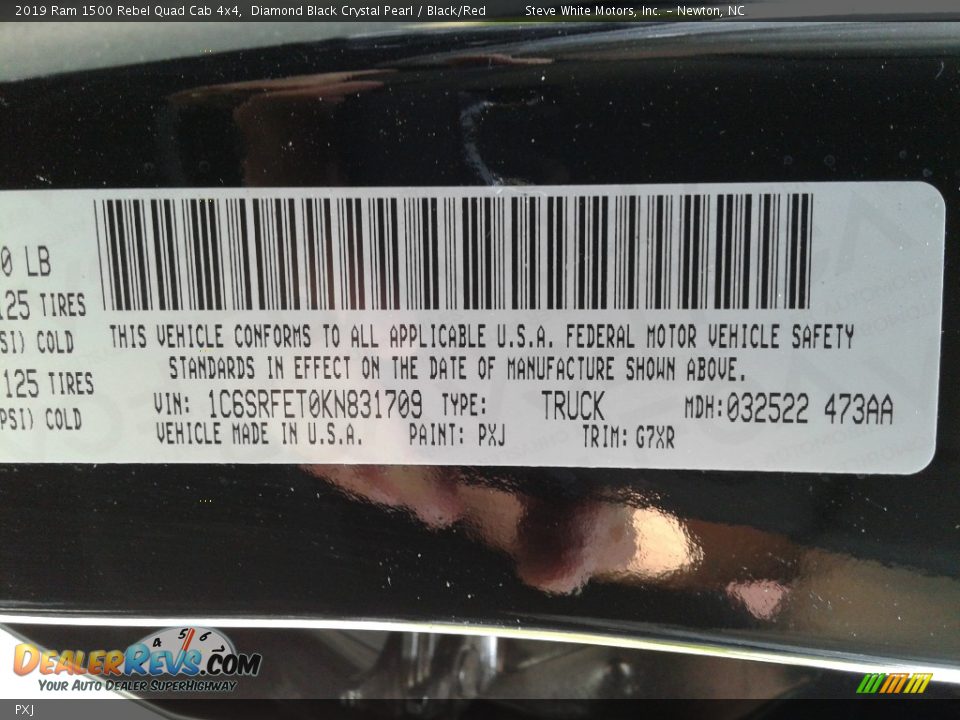 2019 Ram 1500 Rebel Quad Cab 4x4, Diamond Black Crystal Pearl / Black/Red Steve White Motors, Inc. – Newton, NC
0 LB
125 TIRES
SI) COLD
125 TIRES
PSI) COLD
THIS VEHICLE CONFORMS TO ALL APPLICABLE U.S.A. FEDERAL MOTOR VEHICLE SAFETY
STANDARDS IN EFFECT ON THE DATE OF MANUFACTURE SHOWN ABOVE.
VIN: 1C6SRFET0KN831709 TYPE: TRUCK MDH:032522 473AA
VEHICLE MADE IN U.S.A. PAINT: PXJ TRIM: G7XR
4 5 6
DEALERREVS.COM
YOUR AUTO DEALER SUPERHIGHWAY
PXJ